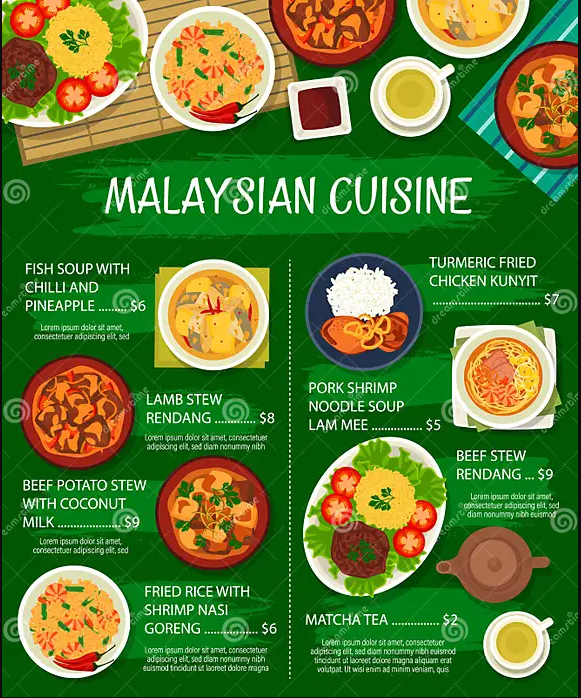 MALAYSIAN CUISINE
FISH SOUP WITH
CHILLI AND
PINEAPPLE ........ $6
Lorem ipsum dolor sit amet,
consectetuer adipiscing elit, sed
LAMB STEW
RENDANG ............. $8
Lorem ipsum dolor sit amet, consectetuer
adipiscing elit, sed diam nonummy nibh
BEEF POTATO STEW
WITH COCONUT
MILK .................... $9
Lorem ipsum dolor sit amet,
consectetuer adipiscing elit, sed
FRIED RICE WITH
SHRIMP NASI
GORENG ................. $6
Lorem ipsum dolor sit amet, consectetuer
adipiscing elit, sed diam nonummy nibh
euismod tincidunt ut laoreet dolore magna
TURMERIC FRIED
CHICKEN KUNYIT
.................................. $7
PORK SHRIMP
NOODLE SOUP
LAM MEE ................. $5
BEEF STEW
RENDANG ... $9
Lorem ipsum dolor sit
amet, consectetuer
adipiscing elit, sed
diam nonummy nibh euismod
MATCHA TEA ................. $2
Lorem ipsum dolor sit amet, consectetuer
adipiscing elit, sed diam nonummy nibh euismod
tincidunt ut laoreet dolore magna aliquam erat
volutpat. Ut wisi enim ad minim veniam, quis
dreamstime